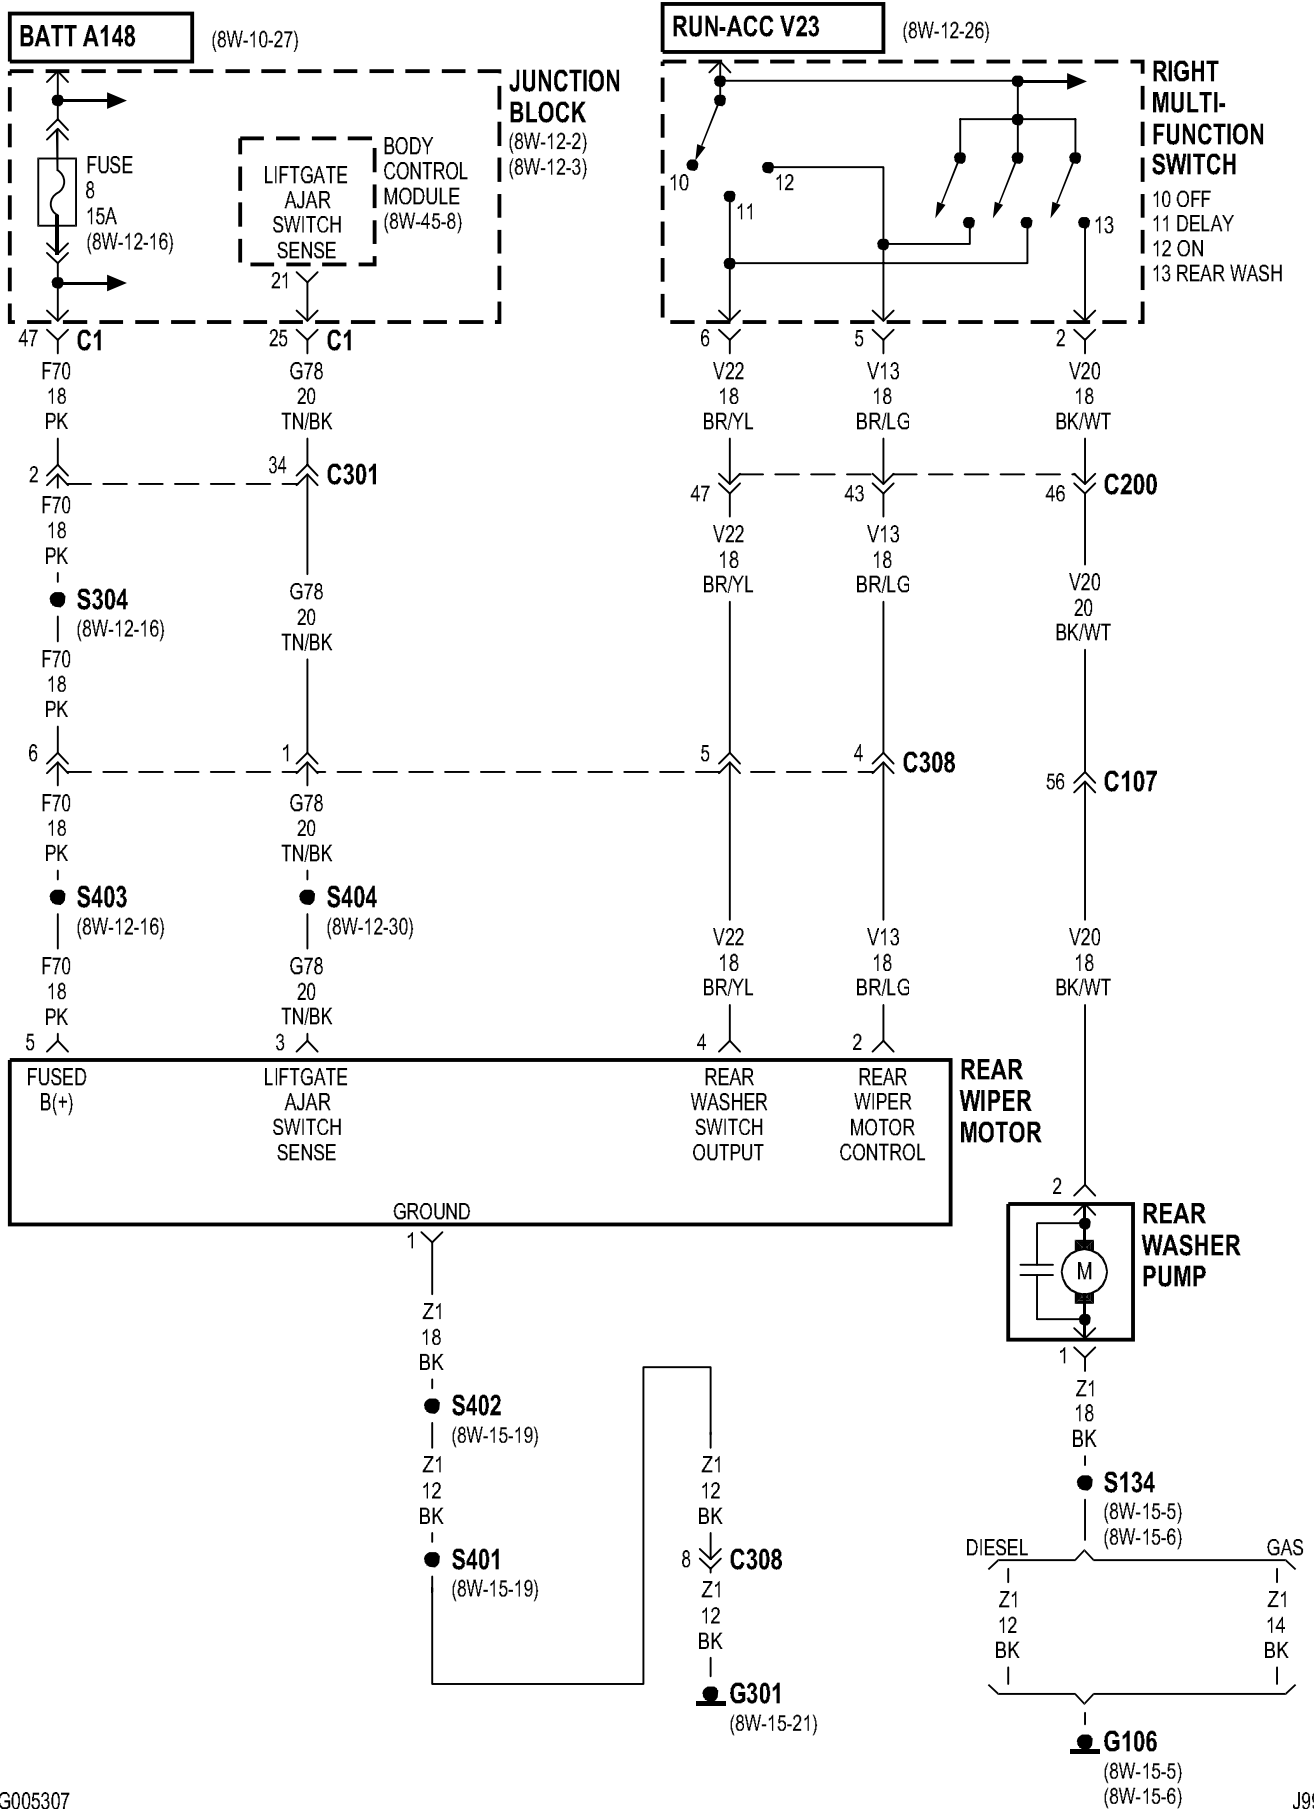 BATT A148
(8W-10-27)
RUN-ACC V23
(8W-12-26)
JUNCTION
BLOCK
(8W-12-2)
(8W-12-3)
FUSE
8
15A
(8W-12-16)
LIFTGATE
AJAR
SWITCH
SENSE
BODY
CONTROL
MODULE
(8W-45-8)
21
10
11
12
13
RIGHT
MULTI-
FUNCTION
SWITCH
10 OFF
11 DELAY
12 ON
13 REAR WASH
47 C1
25 C1
6
5
2
F70
18
PK
G78
20
TN/BK
V22
18
BR/YL
V13
18
BR/LG
V20
18
BK/WT
2
34 C301
47
43
46 C200
F70
18
PK
V22
18
BR/YL
V13
18
BR/LG
S304
(8W-12-16)
G78
20
TN/BK
V20
20
BK/WT
F70
18
PK
6
1
5
4 C308
56 C107
F70
18
PK
G78
20
TN/BK
S403
(8W-12-16)
S404
(8W-12-30)
F70
18
PK
G78
20
TN/BK
V22
18
BR/YL
V13
18
BR/LG
V20
18
BK/WT
5
3
4
2
FUSED
B(+)
LIFTGATE
AJAR
SWITCH
SENSE
REAR
WASHER
SWITCH
OUTPUT
REAR
WIPER
MOTOR
CONTROL
REAR
WIPER
MOTOR
GROUND
1
2
M
REAR
WASHER
PUMP
1
Z1
18
BK
S402
(8W-15-19)
Z1
12
BK
S401
(8W-15-19)
Z1
12
BK
8 C308
Z1
12
BK
G301
(8W-15-21)
Z1
18
BK
S134
(8W-15-5)
(8W-15-6)
DIESEL
GAS
Z1
12
BK
Z1
14
BK
G106
(8W-15-5)
(8W-15-6)
G005307
J99